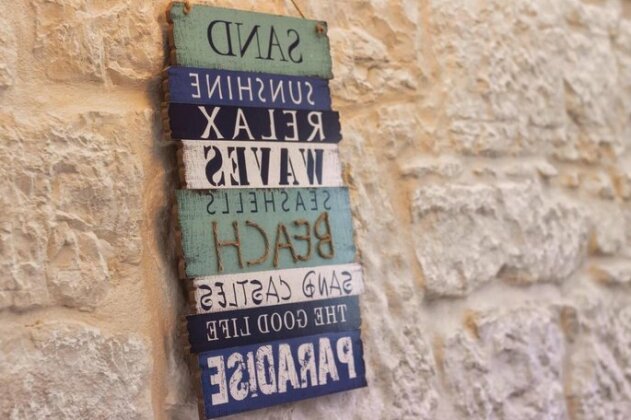 SAND
SUNSHINE
RELAX
WAVES
SEASHELLS
BEACH
SAND CASTLES
THE GOOD LIFE
PARADISE